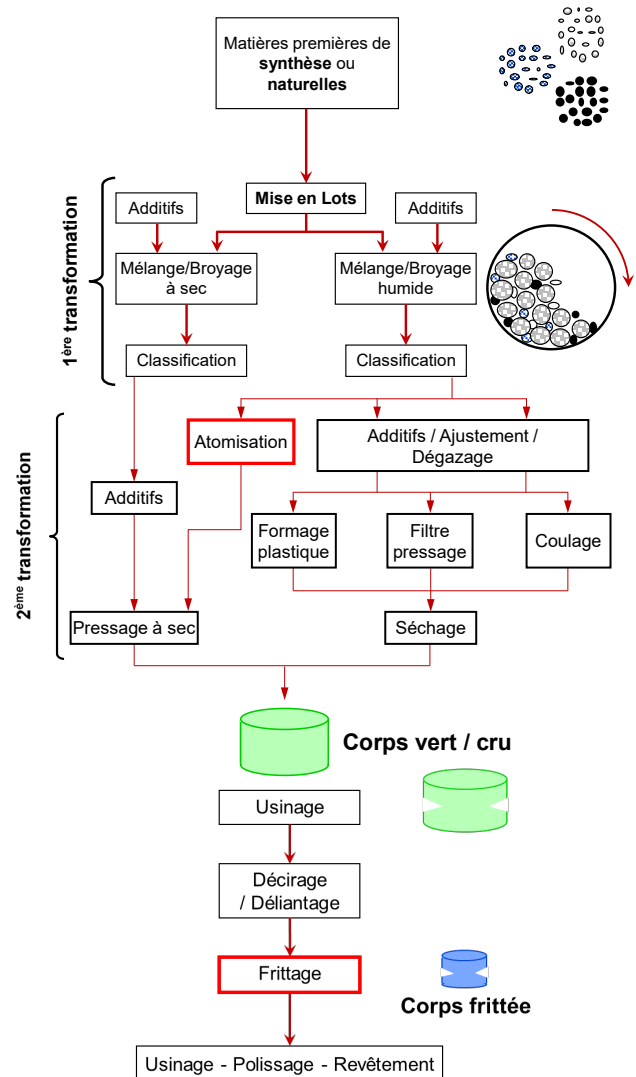 Matières premières de
synthèse ou
naturelles
1ère transformation
Additifs
Mise en Lots
Additifs
Mélange/Broyage
à sec
Mélange/Broyage
humide
Classification
Classification
2ème transformation
Atomisation
Additifs / Ajustement /
Dégazage
Additifs
Formage
plastique
Filtre
pressage
Coulage
Pressage à sec
Séchage
Corps vert / cru
Usinage
Décirage
/ Déliantage
Frittage
Corps frittée
Usinage - Polissage - Revêtement